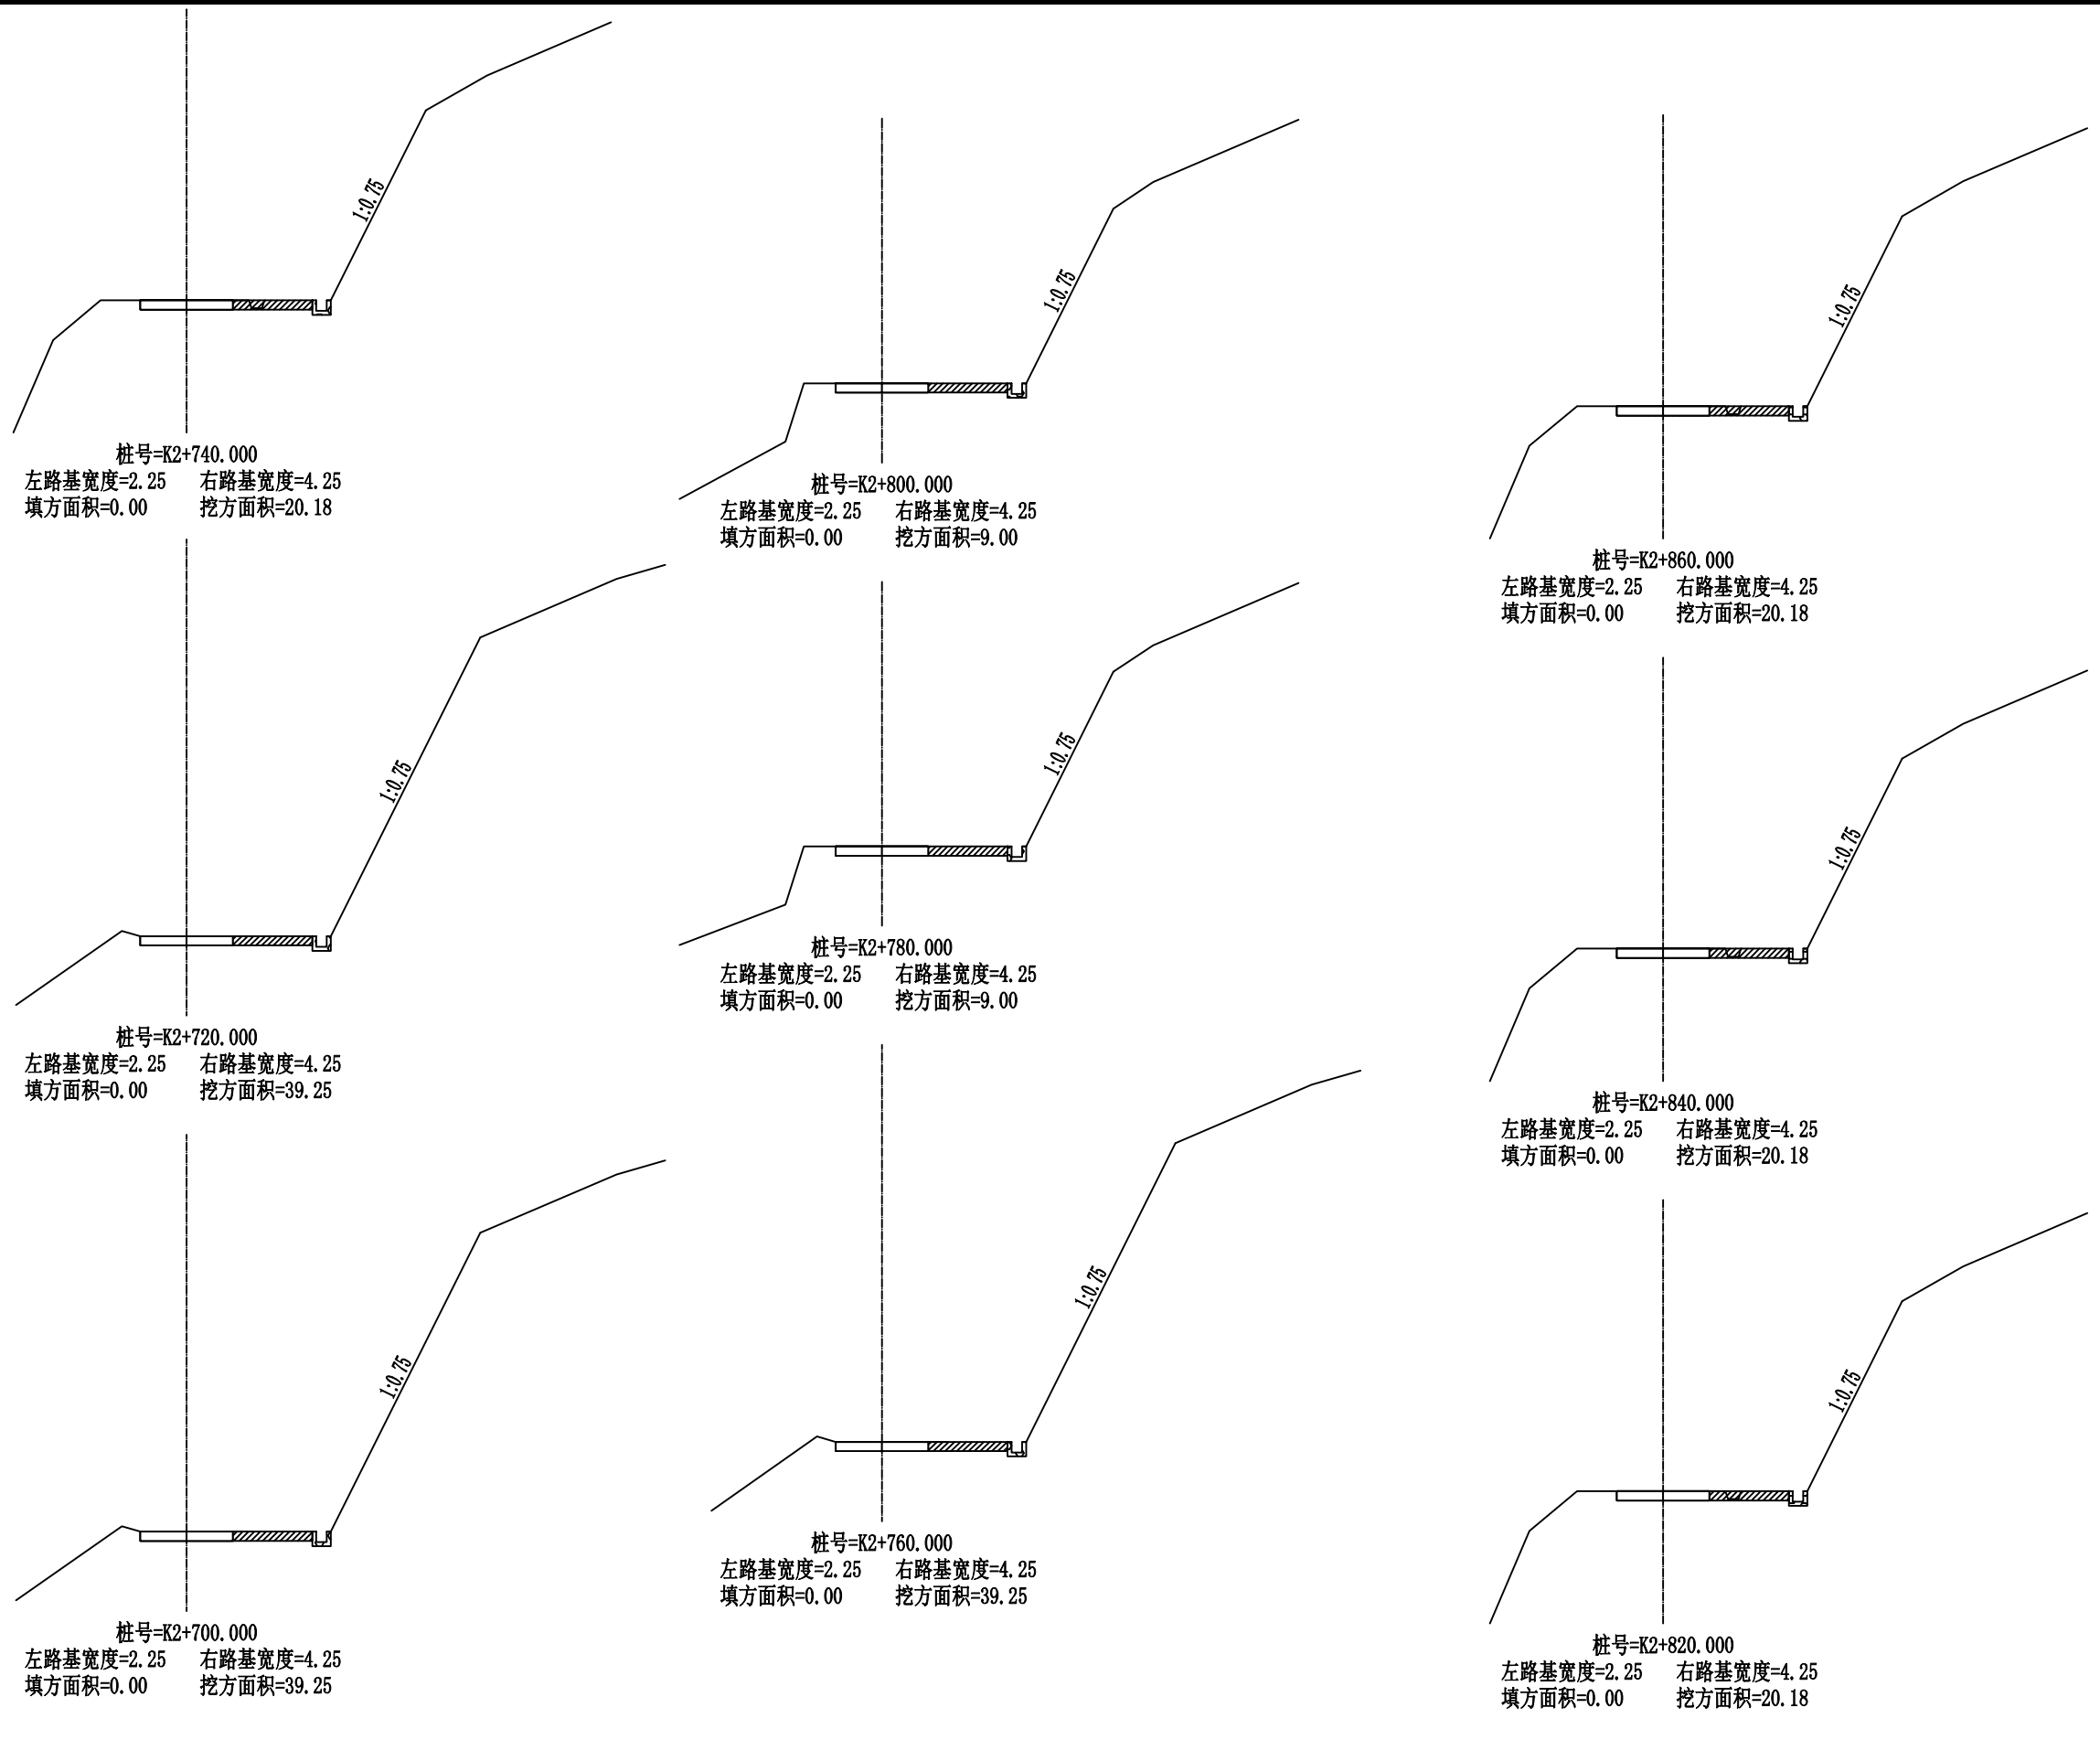 1:0.75
桩号=K2+740.000
左路基宽度=2.25 右路基宽度=4.25
填方面积=0.00 挖方面积=20.18
1:0.75
桩号=K2+720.000
左路基宽度=2.25 右路基宽度=4.25
填方面积=0.00 挖方面积=39.25
1:0.75
桩号=K2+700.000
左路基宽度=2.25 右路基宽度=4.25
填方面积=0.00 挖方面积=39.25
1:0.75
桩号=K2+800.000
左路基宽度=2.25 右路基宽度=4.25
填方面积=0.00 挖方面积=9.00
1:0.75
桩号=K2+780.000
左路基宽度=2.25 右路基宽度=4.25
填方面积=0.00 挖方面积=9.00
1:0.75
桩号=K2+760.000
左路基宽度=2.25 右路基宽度=4.25
填方面积=0.00 挖方面积=39.25
1:0.75
桩号=K2+860.000
左路基宽度=2.25 右路基宽度=4.25
填方面积=0.00 挖方面积=20.18
1:0.75
桩号=K2+840.000
左路基宽度=2.25 右路基宽度=4.25
填方面积=0.00 挖方面积=20.18
1:0.75
桩号=K2+820.000
左路基宽度=2.25 右路基宽度=4.25
填方面积=0.00 挖方面积=20.18